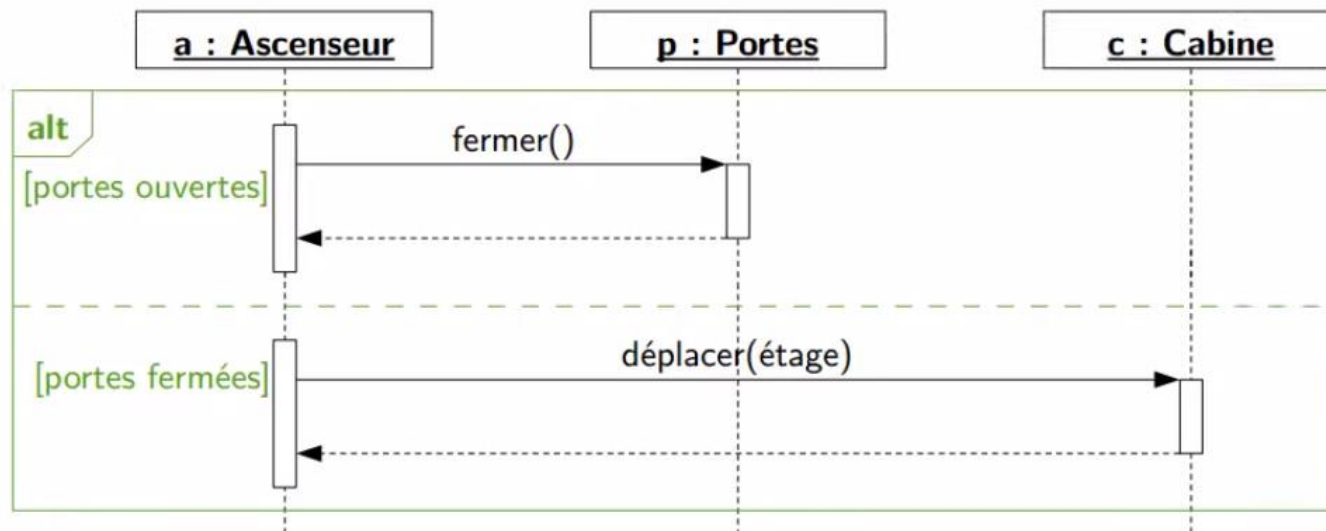 a : Ascenseur
p : Portes
c : Cabine
alt
fermer()
[portes ouvertes]
déplacer(étage)
[portes fermées]